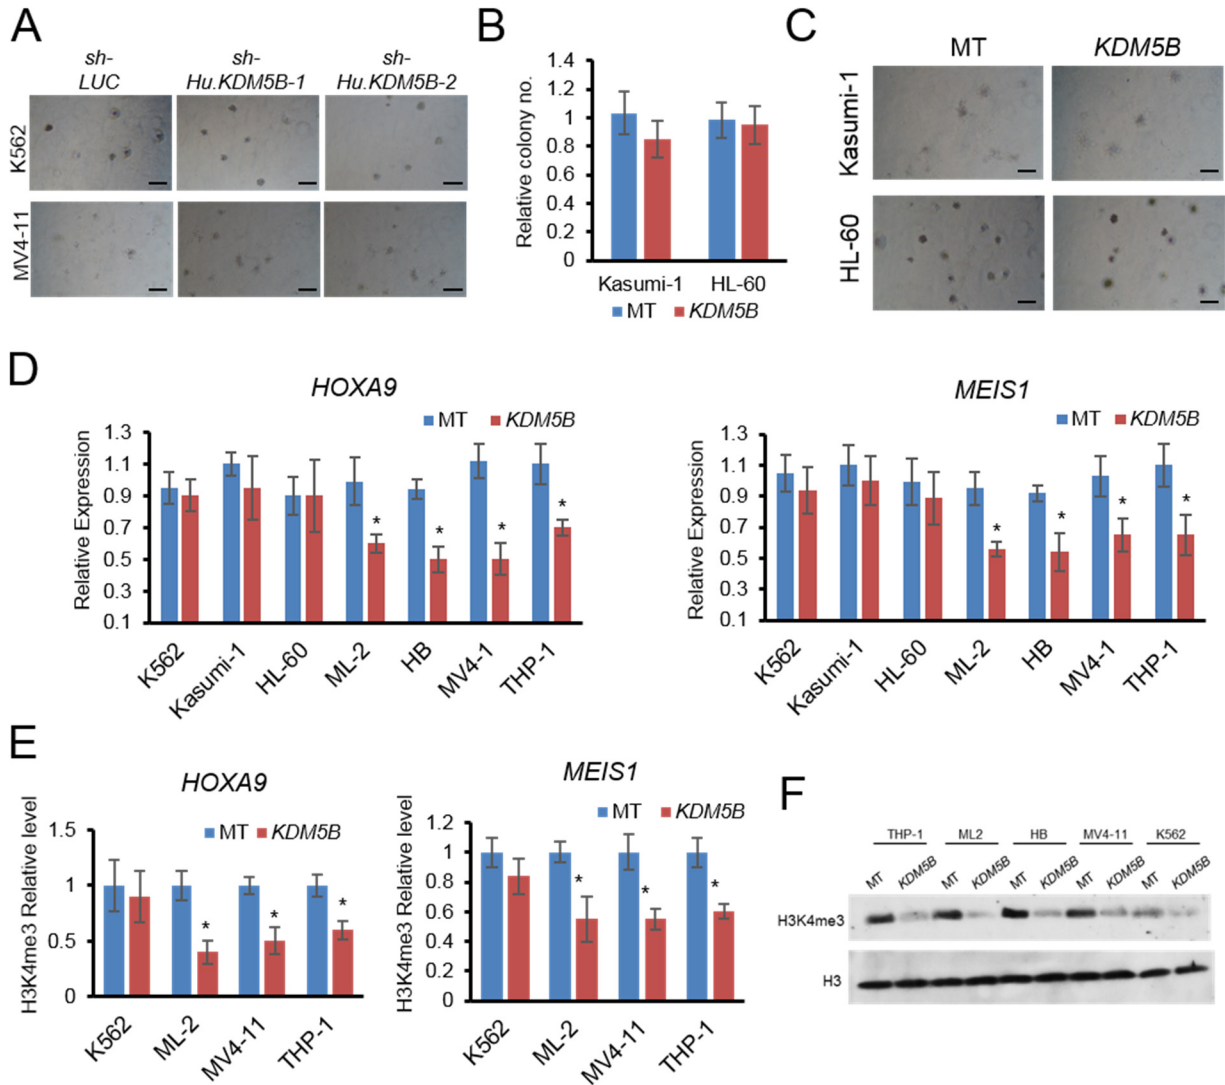 A
sh-
LUC
sh-
Hu.KDM5B-1
sh-
Hu.KDM5B-2
K562
MV4-11
B
Relative colony no.
1.4
1.2
1
0.8
0.6
0.4
0.2
0
Kasumi-1 HL-60
MT KDM5B
C
MT KDM5B
Kasumi-1
HL-60
D
HOXA9
MT KDM5B
Relative Expression
1.3
1.1
0.9
0.7
0.5
0.3
0.1
* * * *
K562 Kasumi-1 HL-60 ML-2 HB MV4-1 THP-1
MEIS1
MT KDM5B
Relative Expression
1.3
1.1
0.9
0.7
0.5
0.3
0.1
* * * *
K562 Kasumi-1 HL-60 ML-2 HB MV4-1 THP-1
E
HOXA9
MT KDM5B
H3K4me3 Relative level
1.5
1
0.5
0
* * *
K562 ML-2 MV4-11 THP-1
MEIS1
MT KDM5B
H3K4me3 Relative level
1.2
1
0.8
0.6
0.4
0.2
0
* * *
K562 ML-2 MV4-11 THP-1
F
THP-1 ML2 HB MV4-11 K562
MT KDM5B MT KDM5B MT KDM5B MT KDM5B MT KDM5B
H3K4me3
H3